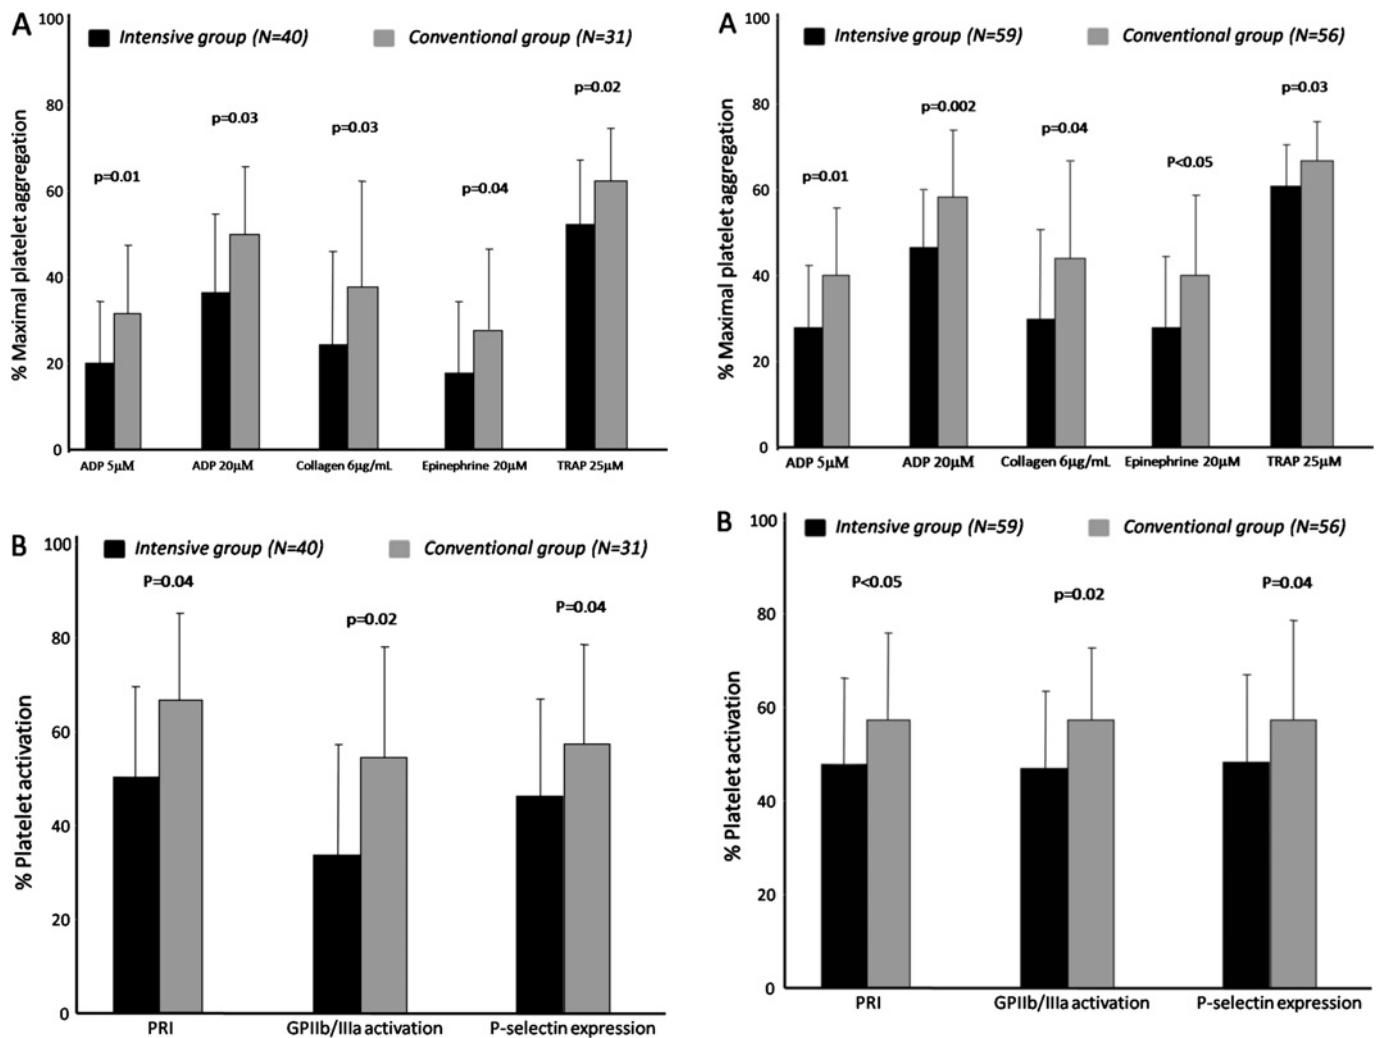 A
100
80
60
40
20
0
% Maximal platelet aggregation
Intensive group (N=40)
Conventional group (N=31)
p=0.01
p=0.03
p=0.03
p=0.04
p=0.02
ADP 5µM
ADP 20µM
Collagen 6µg/mL
Epinephrine 20µM
TRAP 25µM
A
100
80
60
40
20
0
% Maximal platelet aggregation
Intensive group (N=59)
Conventional group (N=56)
p=0.01
p=0.002
p=0.04
P<0.05
p=0.03
ADP 5µM
ADP 20µM
Collagen 6µg/mL
Epinephrine 20µM
TRAP 25µM
B
100
80
60
40
20
0
% Platelet activation
Intensive group (N=40)
Conventional group (N=31)
P=0.04
p=0.02
P=0.04
PRI
GPIIb/IIIa activation
P-selectin expression
B
100
80
60
40
20
0
% Platelet activation
Intensive group (N=59)
Conventional group (N=56)
P<0.05
p=0.02
P=0.04
PRI
GPIIb/IIIa activation
P-selectin expression